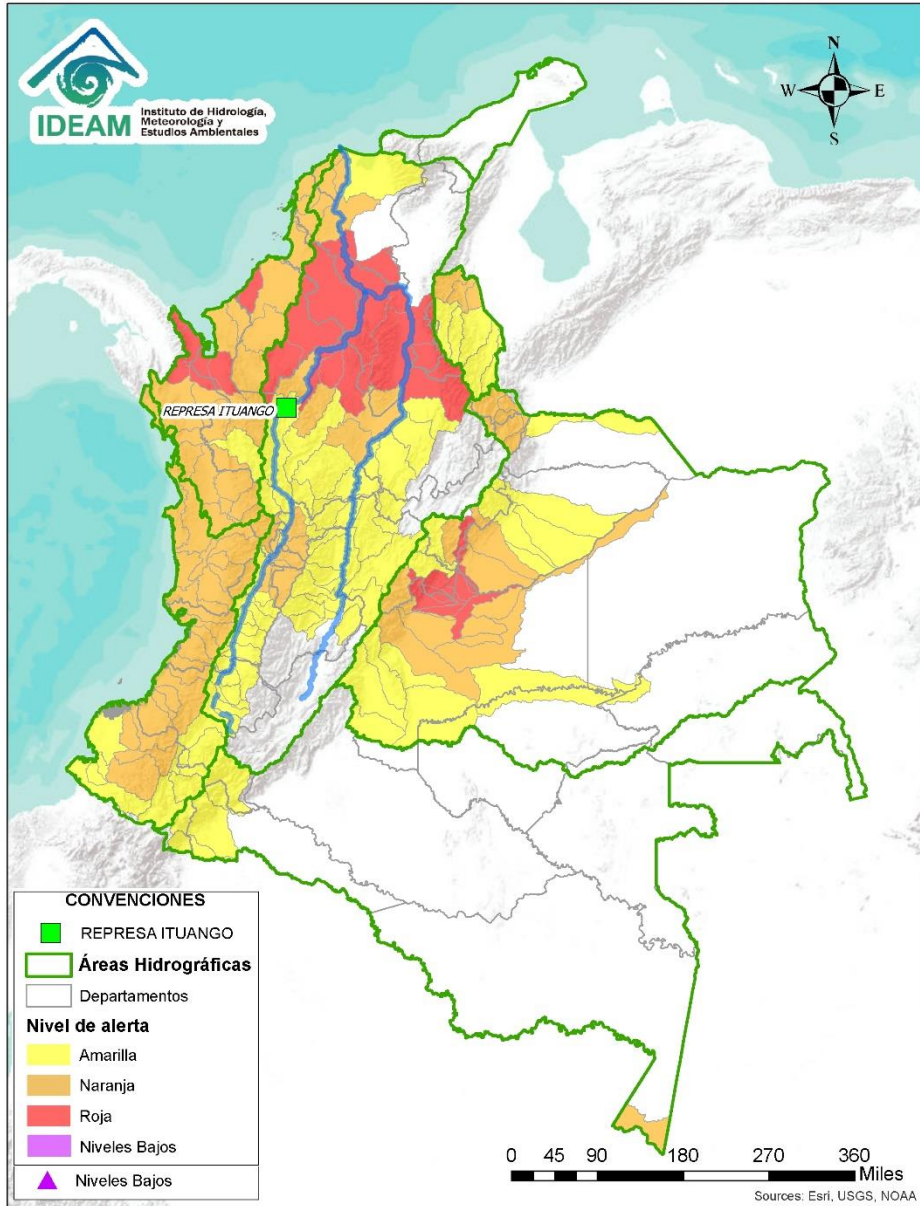 IDEAM
Instituto de Hidrología,
Meteorología y
Estudios Ambientales
N
W
E
S
REPRESA ITUANGO
CONVENCIONES
REPRESA ITUANGO
Áreas Hidrográficas
Departamentos
Nivel de alerta
Amarilla
Naranja
Roja
Niveles Bajos
Niveles Bajos
0 45 90 180 270 360
Miles
Sources: Esri, USGS, NOAA